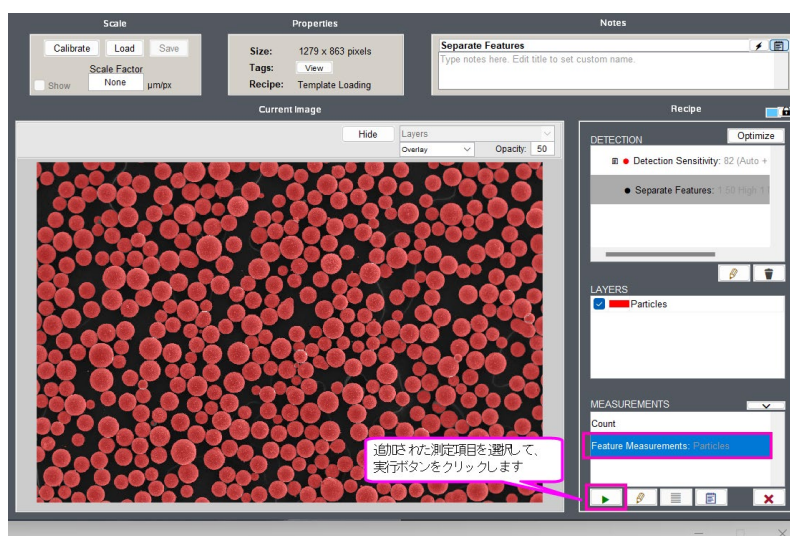 Scale
Calibrate Load Save
Scale Factor
Show None µm/px
Properties
Size: 1279 x 863 pixels
Tags: View
Recipe: Template Loading
Notes
Separate Features
Type notes here. Edit title to set custom name.
Current Image
Hide Layers
Overlay Opacity: 50
Recipe
DETECTION Optimize
Detection Sensitivity: 82 (Auto +
Separate Features: 1.50 High 1
LAYERS
Particles
MEASUREMENTS
Count
Feature Measurements: Particles
追加された測定項目を選択して、
実行ボタンをクリックします